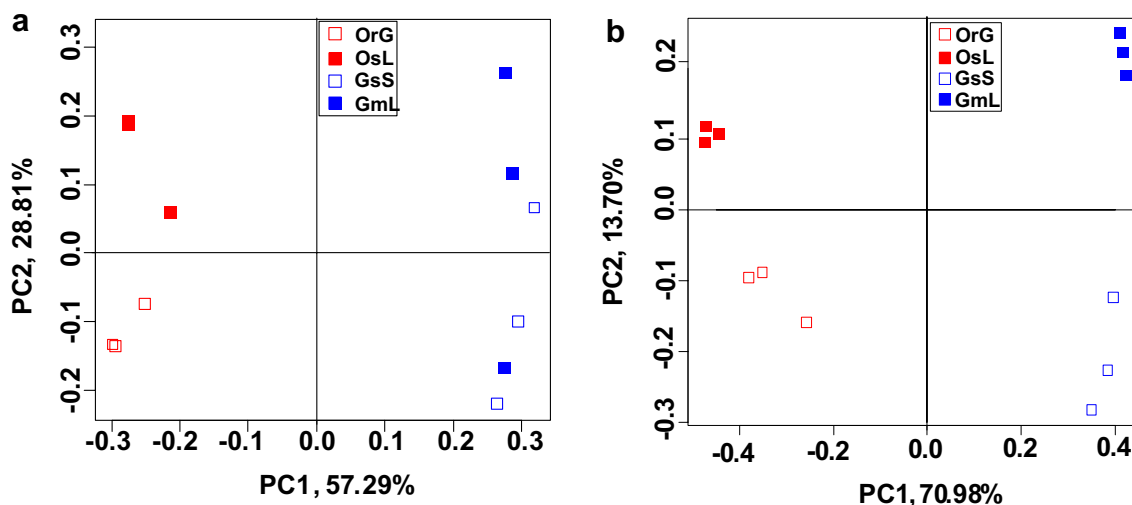 a
OrG
OsL
GsS
GmL
PC2, 28.81%
0.3
0.2
0.1
0.0
-0.1
-0.2
-0.3 -0.2 -0.1 0.0 0.1 0.2 0.3
PC1, 57.29%
b
OrG
OsL
GsS
GmL
PC2, 13.70%
0.2
0.1
0.0
-0.1
-0.2
-0.3
-0.4 -0.2 0.0 0.2 0.4
PC1, 70.98%